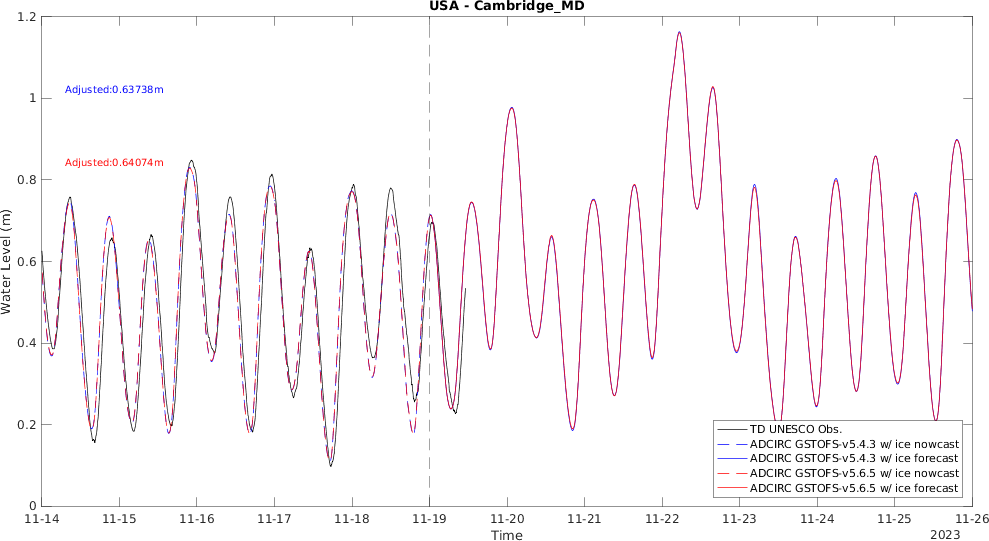 USA - Cambridge_MD
1.2
1
0.8
0.6
0.4
0.2
0
Water Level (m)
Adjusted:0.63738m
Adjusted:0.64074m
TD UNESCO Obs.
ADCIRC GSTOFS-v5.4.3 w/ ice nowcast
ADCIRC GSTOFS-v5.4.3 w/ ice forecast
ADCIRC GSTOFS-v5.6.5 w/ ice nowcast
ADCIRC GSTOFS-v5.6.5 w/ ice forecast
11-14 11-15 11-16 11-17 11-18 11-19 11-20 11-21 11-22 11-23 11-24 11-25 11-26
Time
2023